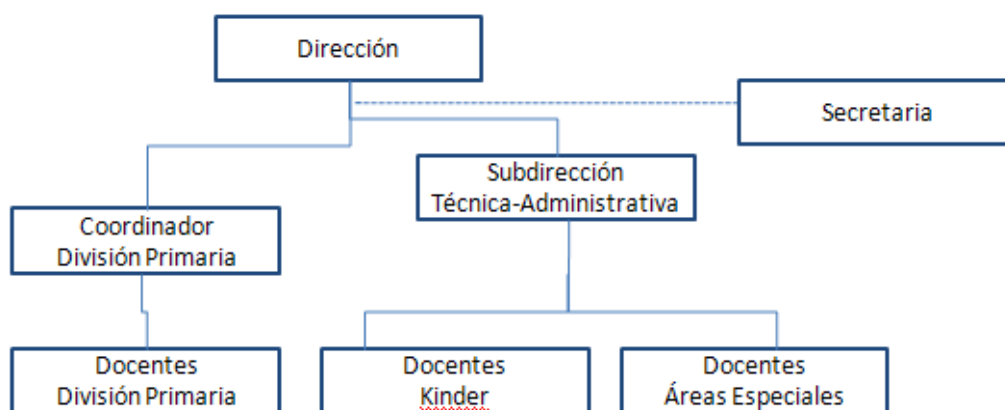 Dirección
Secretaria
Subdirección
Técnica-Administrativa
Coordinador
División Primaria
Docentes
División Primaria
Docentes
Kinder
Docentes
Áreas Especiales